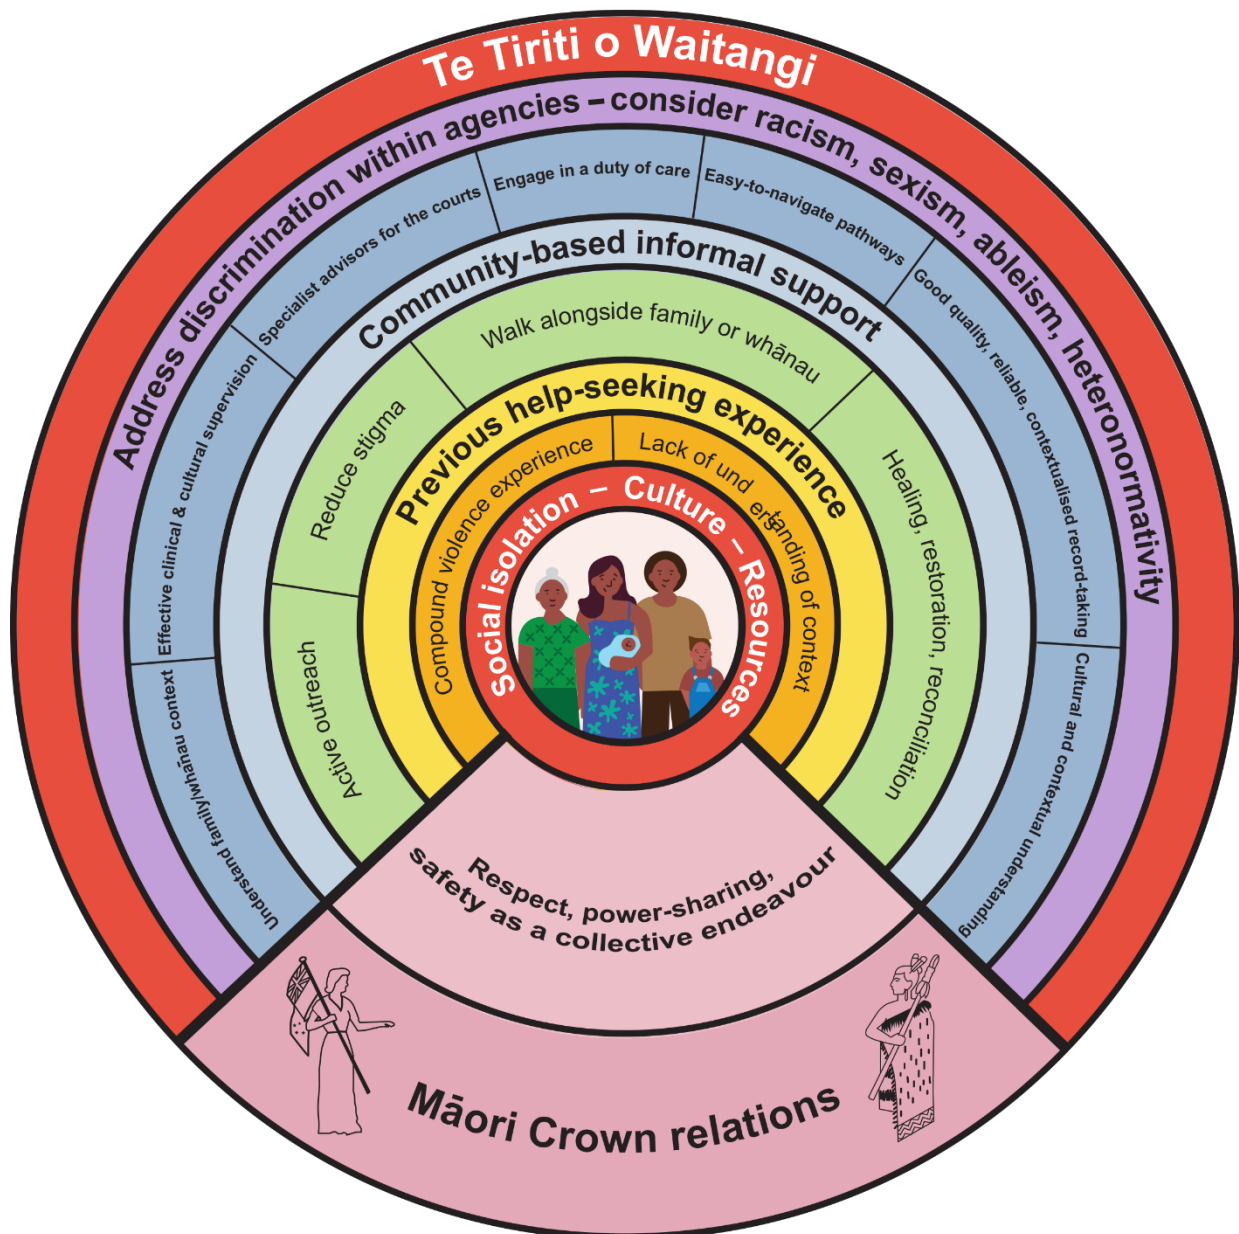 Te Tiriti o Waitangi
Address discrimination within agencies – consider racism, sexism, ableism, heteronormativity
Understand family/whānau context
Effective clinical & cultural supervision
Specialist advisors for the courts
Engage in a duty of care
Easy-to-navigate pathways
Good quality, reliable, contextualised record-taking
Cultural and contextual understanding
Community-based informal support
Active outreach
Reduce stigma
Walk alongside family or whānau
Healing, restoration, reconciliation
Previous help-seeking experience
Compound violence experience
Lack of und erstanding of context
Social isolation – Culture – Resources
Respect, power-sharing,
safety as a collective endeavour
Māori Crown relations